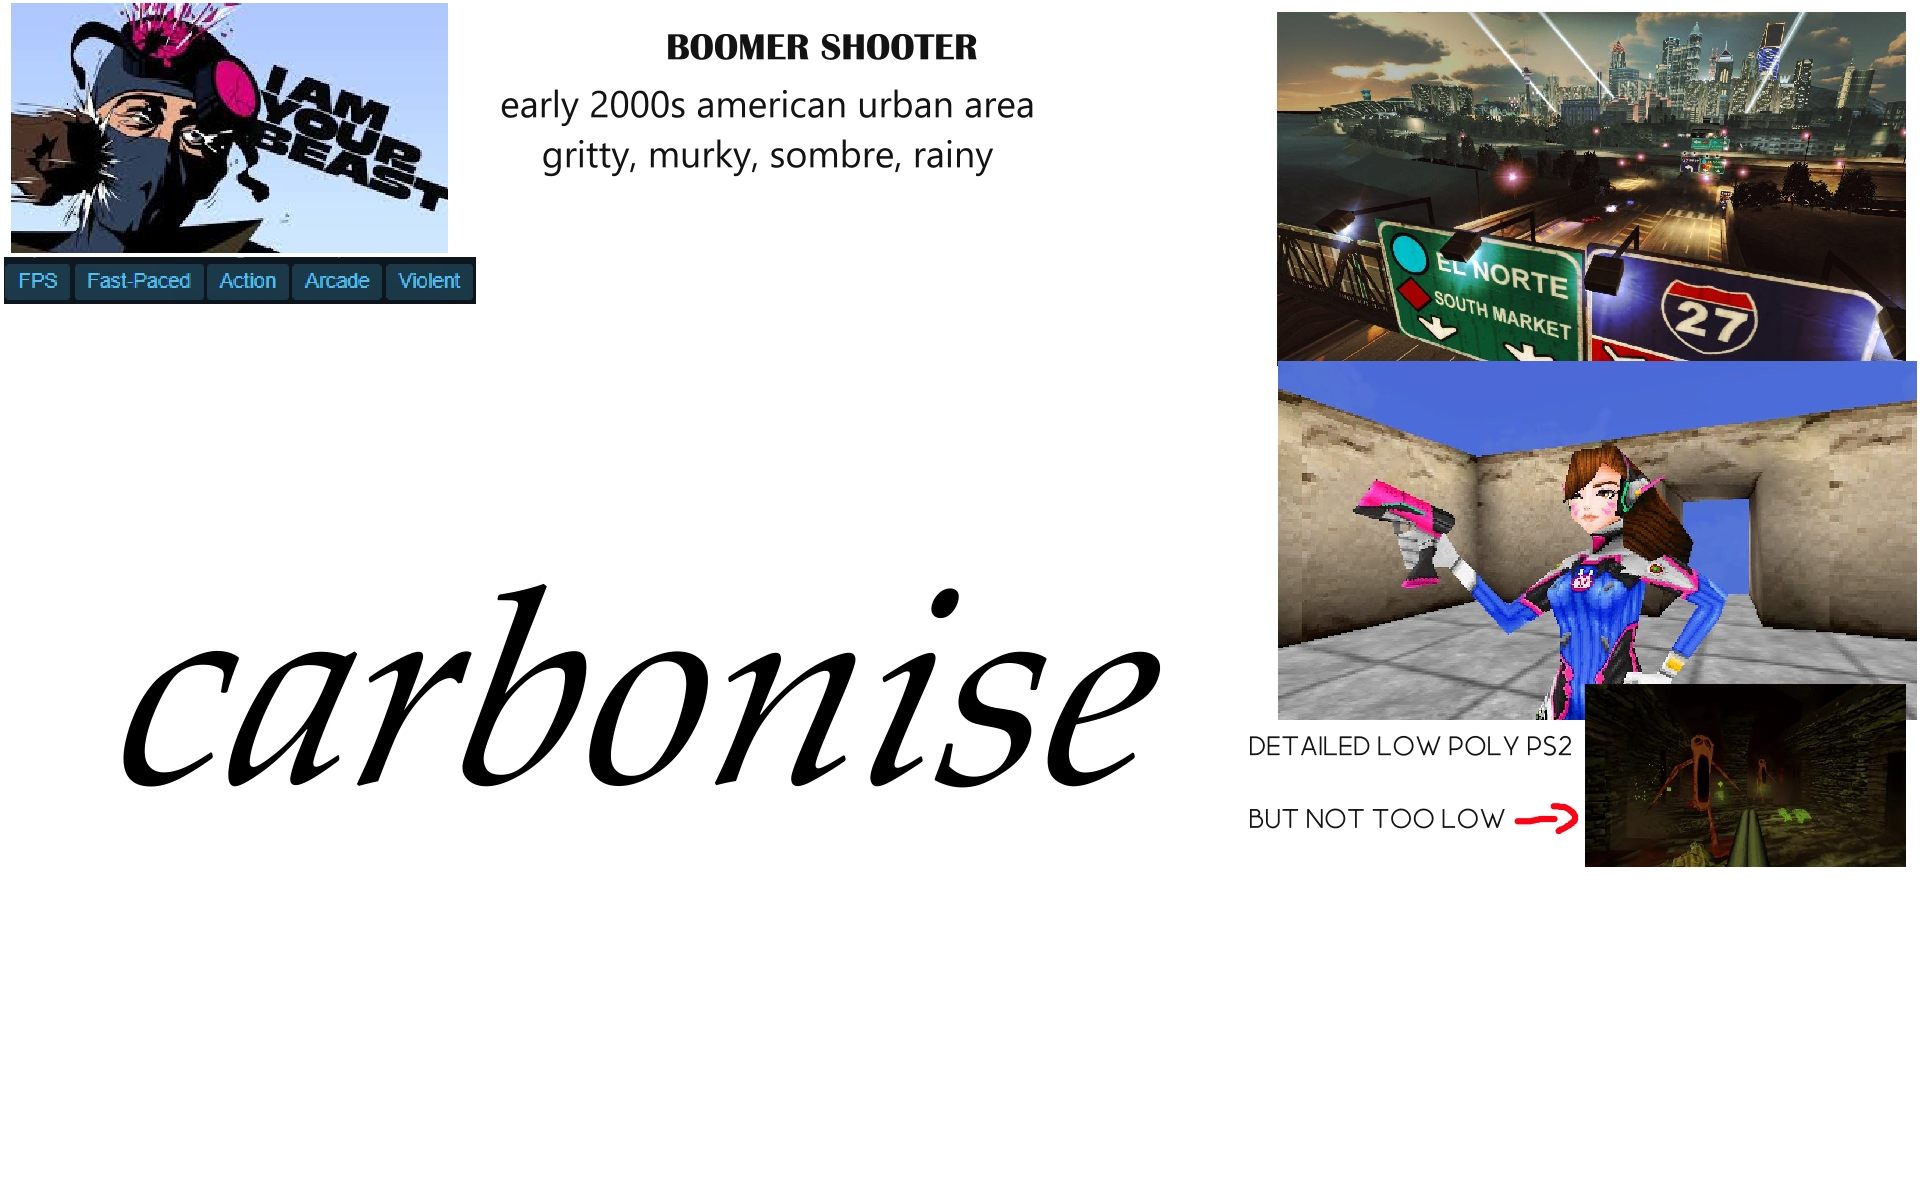 I AM
YOUR
BEAST
FPS Fast-Paced Action Arcade Violent
BOOMER SHOOTER
early 2000s american urban area
gritty, murky, sombre, rainy
EL NORTE
SOUTH MARKET
27
carbonise
DETAILED LOW POLY PS2
BUT NOT TOO LOW